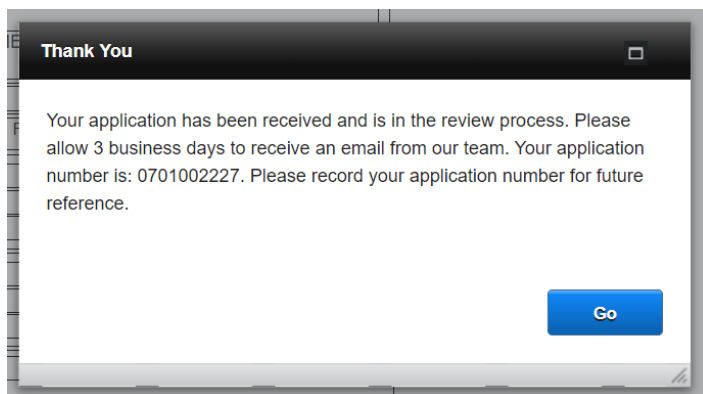 Thank You
Your application has been received and is in the review process. Please
allow 3 business days to receive an email from our team. Your application
number is: 0701002227. Please record your application number for future
reference.
Go